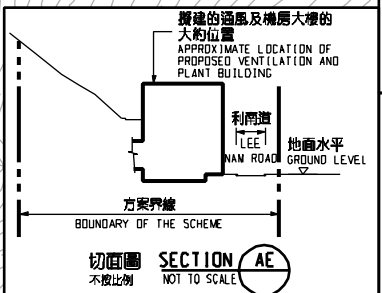 擬建的通風及機房大樓的
大約位置
APPROXIMATE LOCATION OF
PROPOSED VENTILATION AND
PLANT BUILDING
利南道
LEE
NAM ROAD
地面水平
GROUND LEVEL
方案界線
BOUNDARY OF THE SCHEME
切面圖 SECTION AE
不按比例 NOT TO SCALE